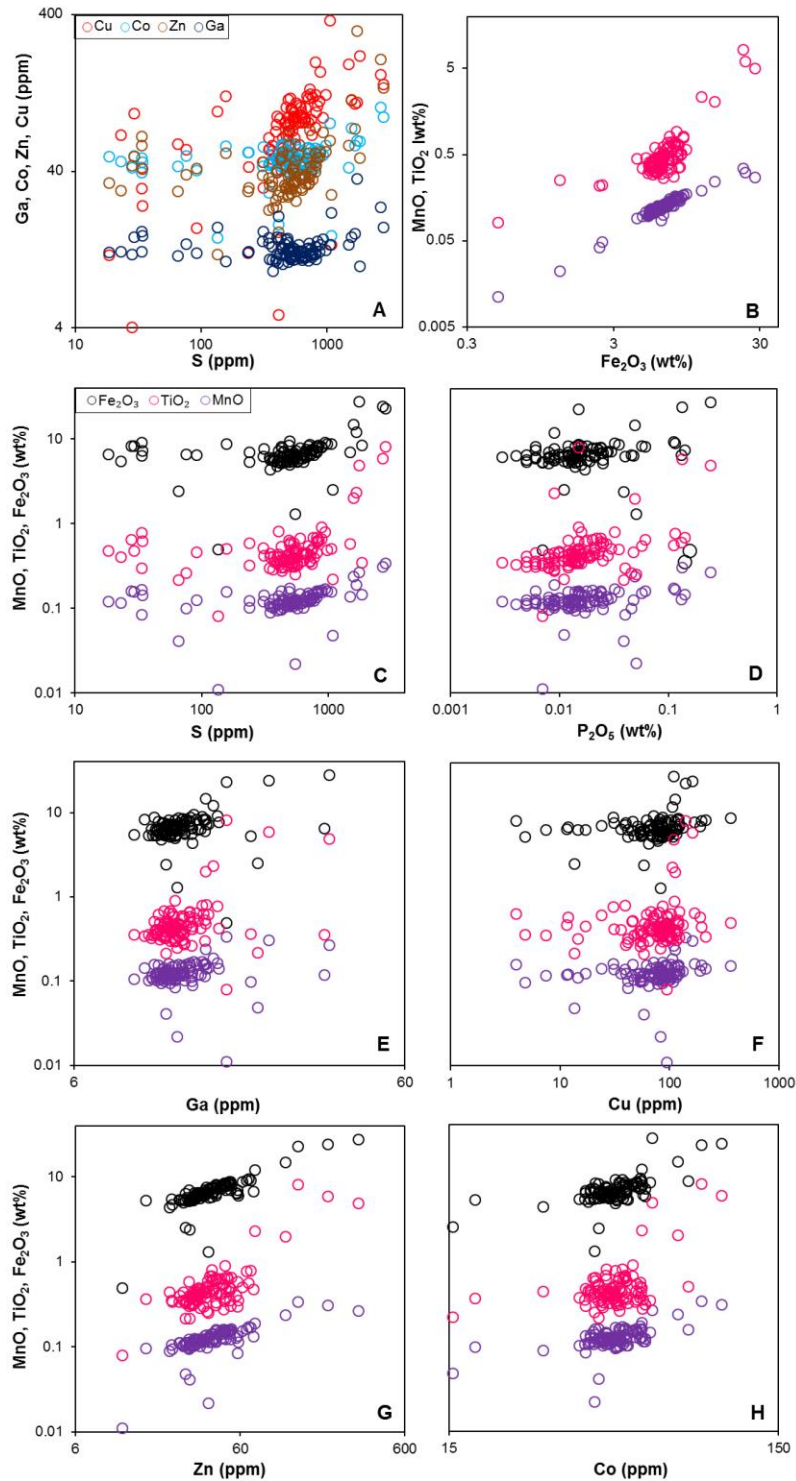 400
Cu Co Zn Ga
Ga, Co, Zn, Cu (ppm)
40
4
A
10 100 1000
S (ppm)
MnO, TiO₂ lwt%)
5
0.5
0.05
0.005
B
0.3 3 30
Fe₂O₃ (wt%)
Fe₂O₃ TiO₂ MnO
MnO, TiO₂, Fe₂O₃ (wt%)
10
1
0.1
0.01
C
10 100 1000
S (ppm)
D
0.001 0.01 0.1 1
P₂O₅ (wt%)
MnO, TiO₂, Fe₂O₃ (wt%)
10
1
0.1
0.01
E
6 60
Ga (ppm)
F
1 10 100 1000
Cu (ppm)
MnO, TiO₂, Fe₂O₃ (wt%)
10
1
0.1
0.01
G
6 60 600
Zn (ppm)
H
15 150
Co (ppm)